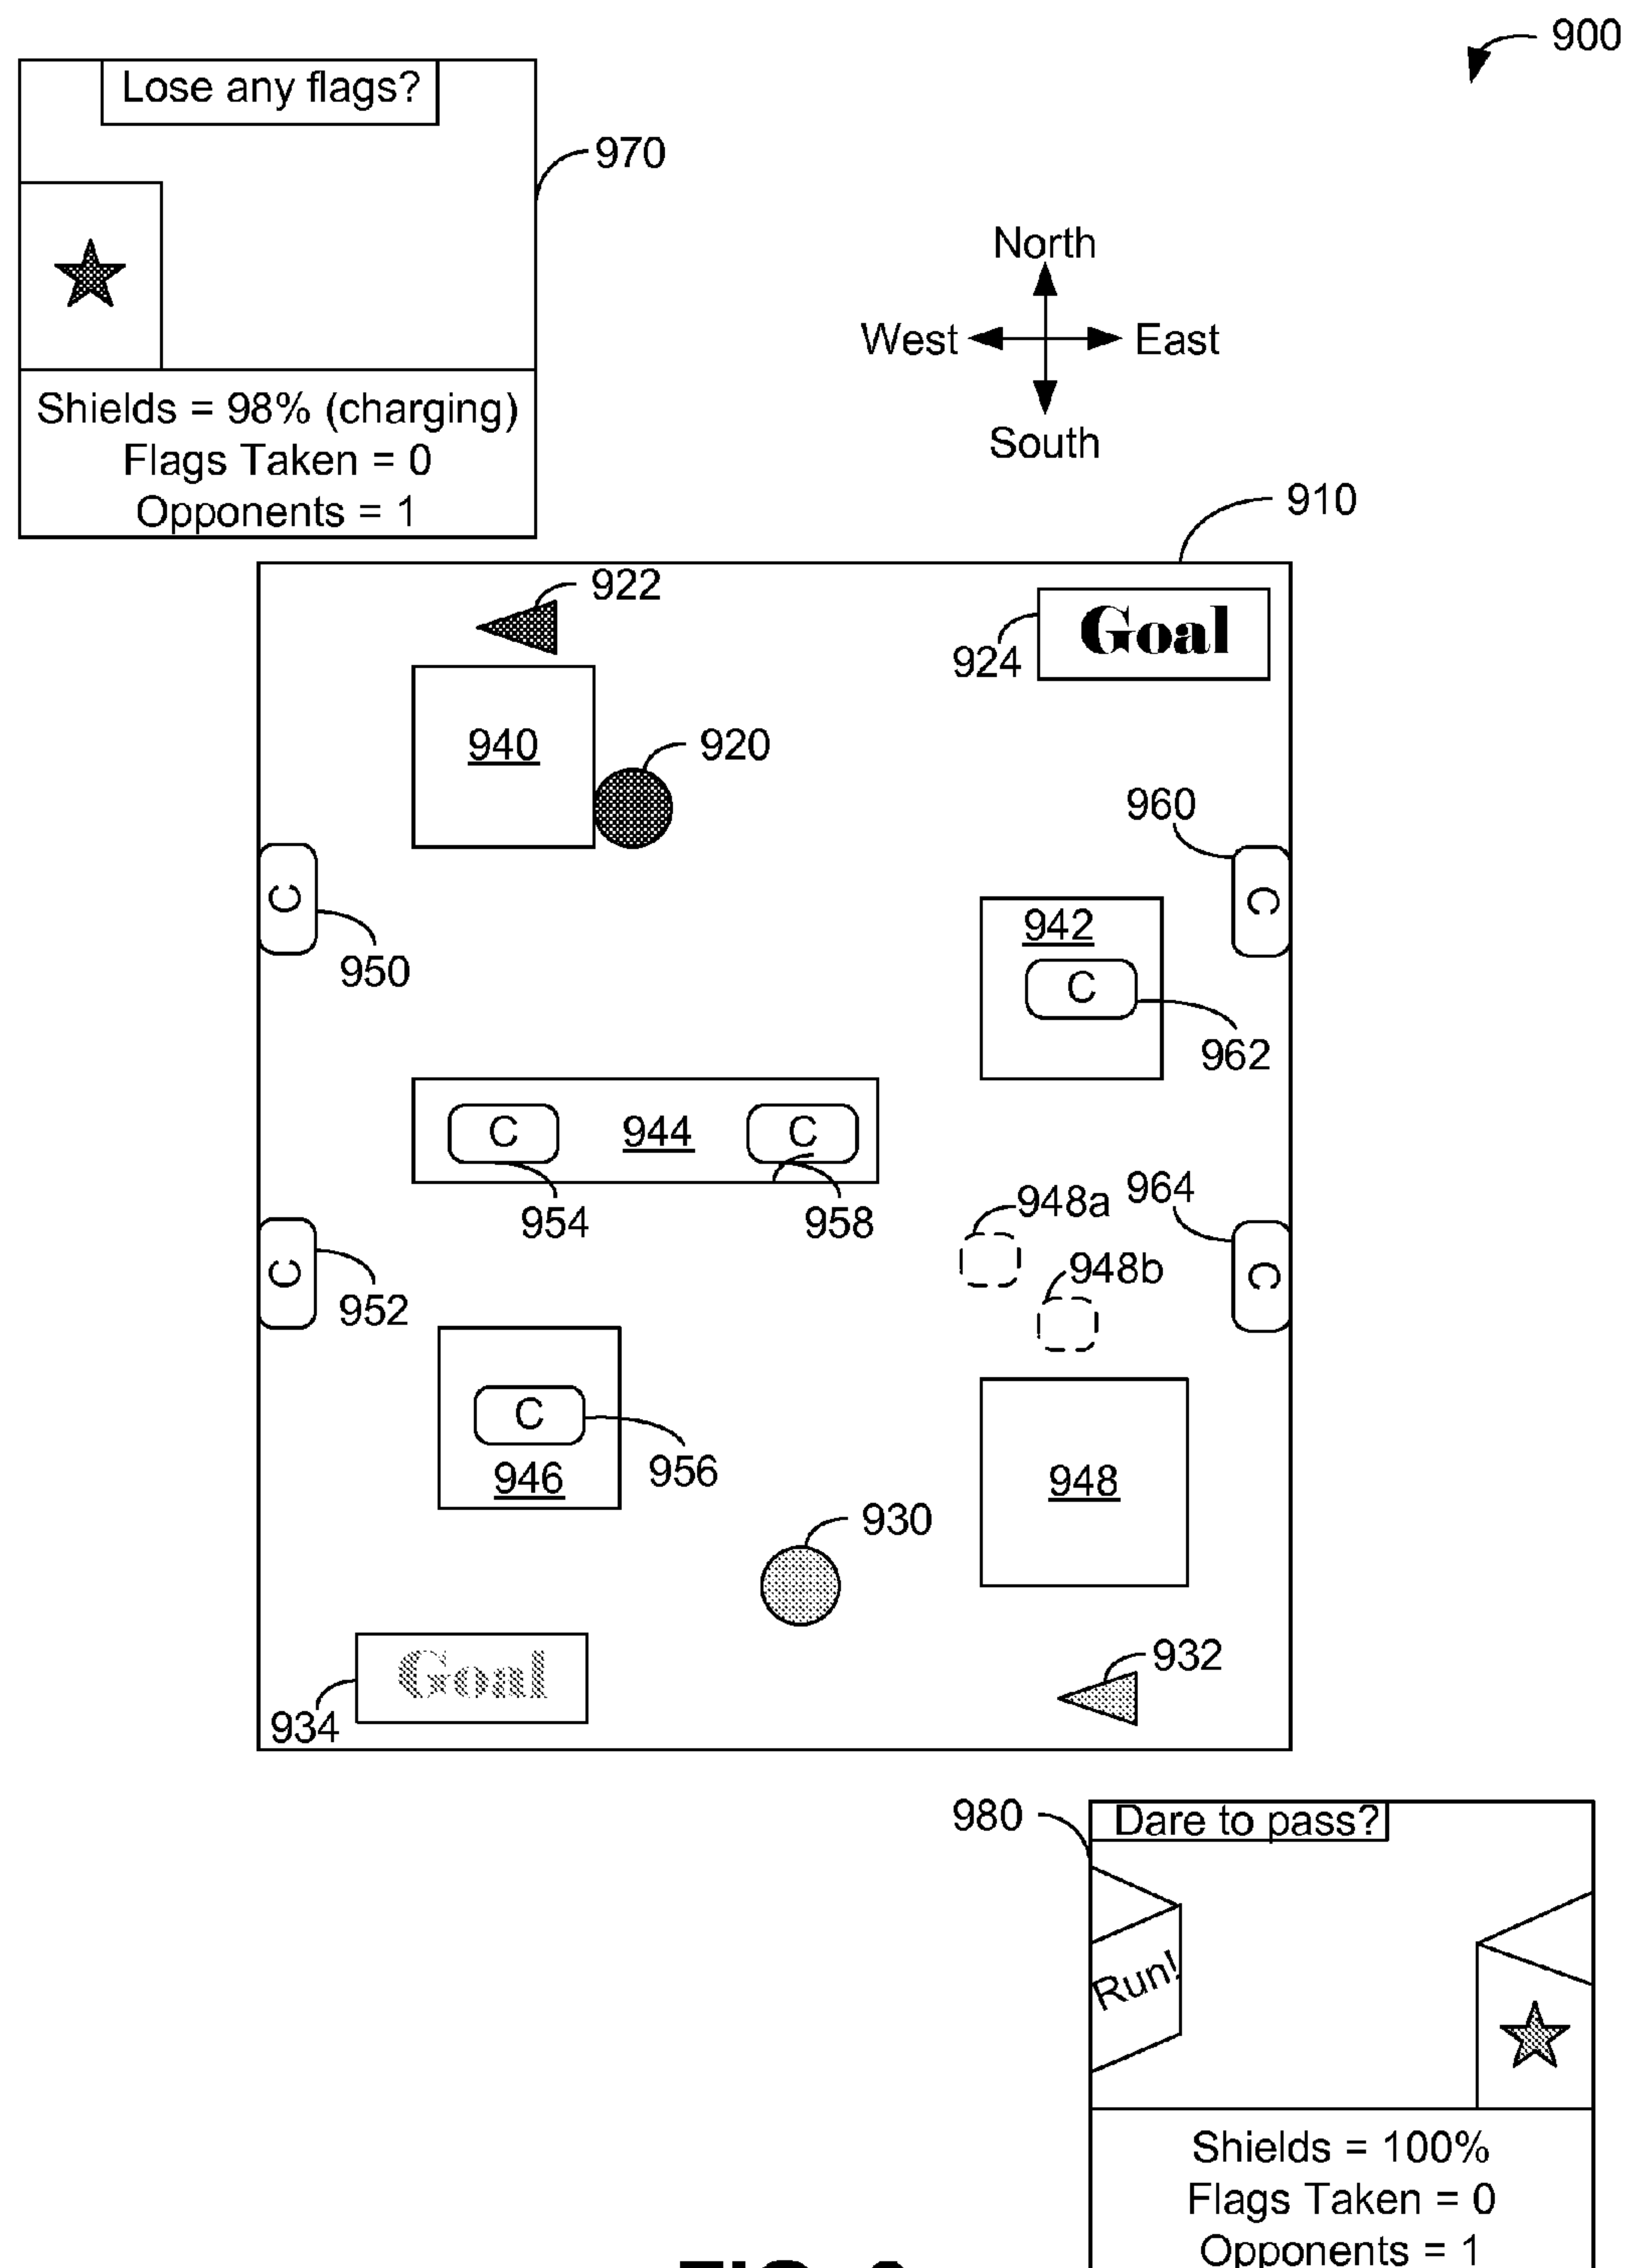 900
Lose any flags?
970
North
West
East
South
Shields = 98% (charging)
Flags Taken = 0
Opponents = 1
910
922
Goal
924
940
920
960
C
C
942
950
C
962
C
944
C
954
958
948a
964
948b
C
C
952
C
956
946
948
930
Goal
932
934
980
Dare to pass?
Run!
Shields = 100%
Flags Taken = 0
Opponents = 1